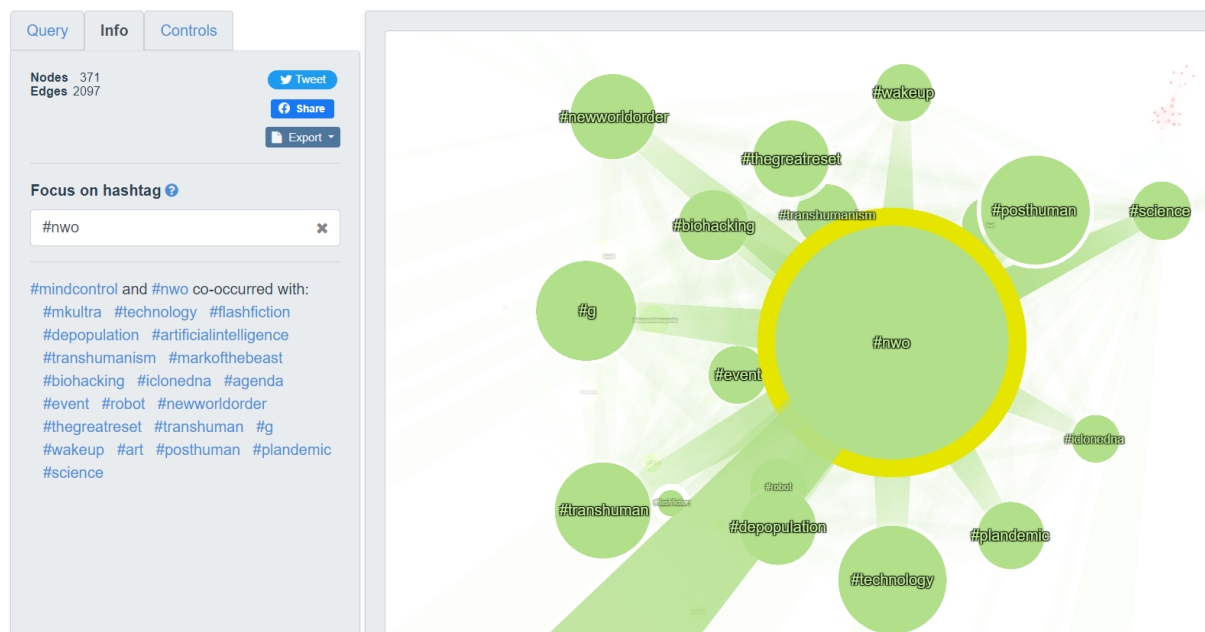 Query Info Controls
Nodes 371
Edges 2097
Tweet
Share
Export
Focus on hashtag
#nwo
#mindcontrol and #nwo co-occurred with:
#mkultra #technology #flashfiction
#depopulation #artificialintelligence
#transhumanism #markofthebeast
#biohacking #iclonedna #agenda
#event #robot #newworldorder
#thegreatreset #transhuman #g
#wakeup #art #posthuman #plandemic
#science
#wakeup
#newworldorder
#thegreatreset
#transhumanism
#posthuman
#science
#biohacking
#g
#nwo
#event
#iclonedna
#robot
#flashfiction
#transhuman
#depopulation
#plandemic
#technology